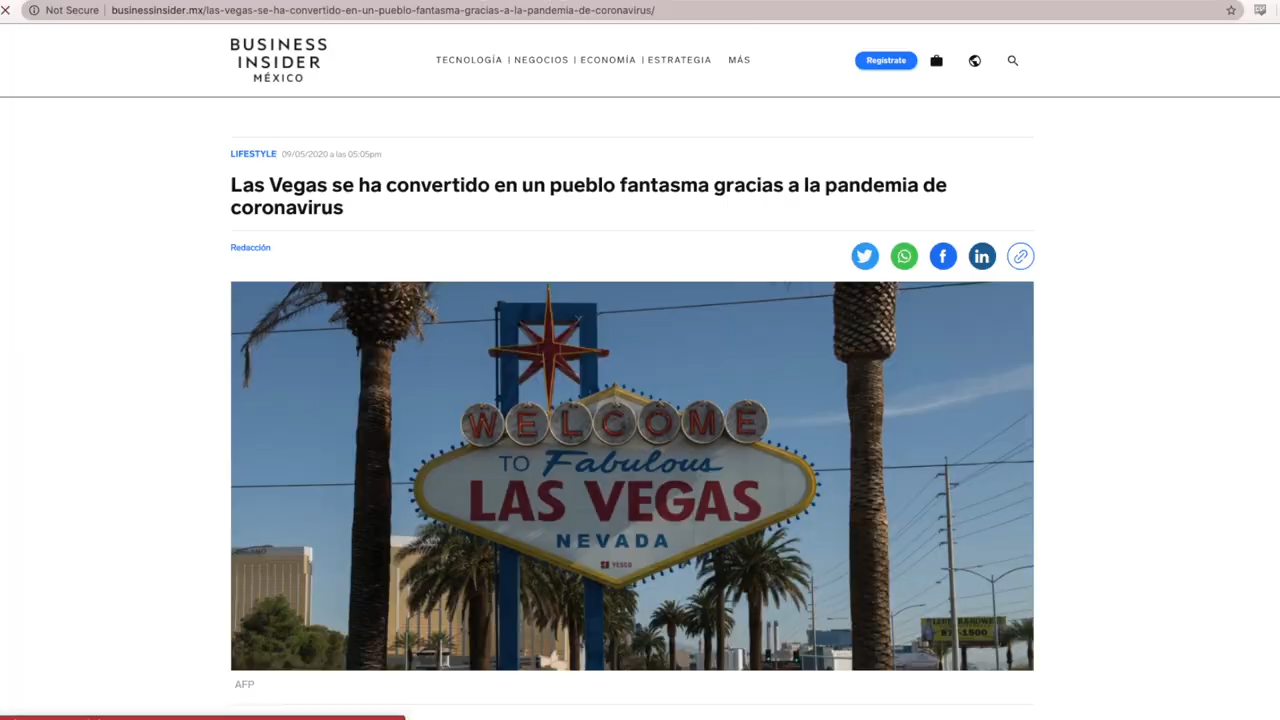 Not Secure businessinsider.mx/las-vegas-se-ha-convertido-en-un-pueblo-fantasma-gracias-a-la-pandemia-de-coronavirus/
BUSINESS
INSIDER
MÉXICO
TECNOLOGÍA | NEGOCIOS | ECONOMÍA | ESTRATEGIA MÁS
Regístrate
LIFESTYLE 09/05/2020 a las 05:05pm
Las Vegas se ha convertido en un pueblo fantasma gracias a la pandemia de
coronavirus
Redacción
WELCOME
TO Fabulous
LAS VEGAS
NEVADA
YESCO
AFP